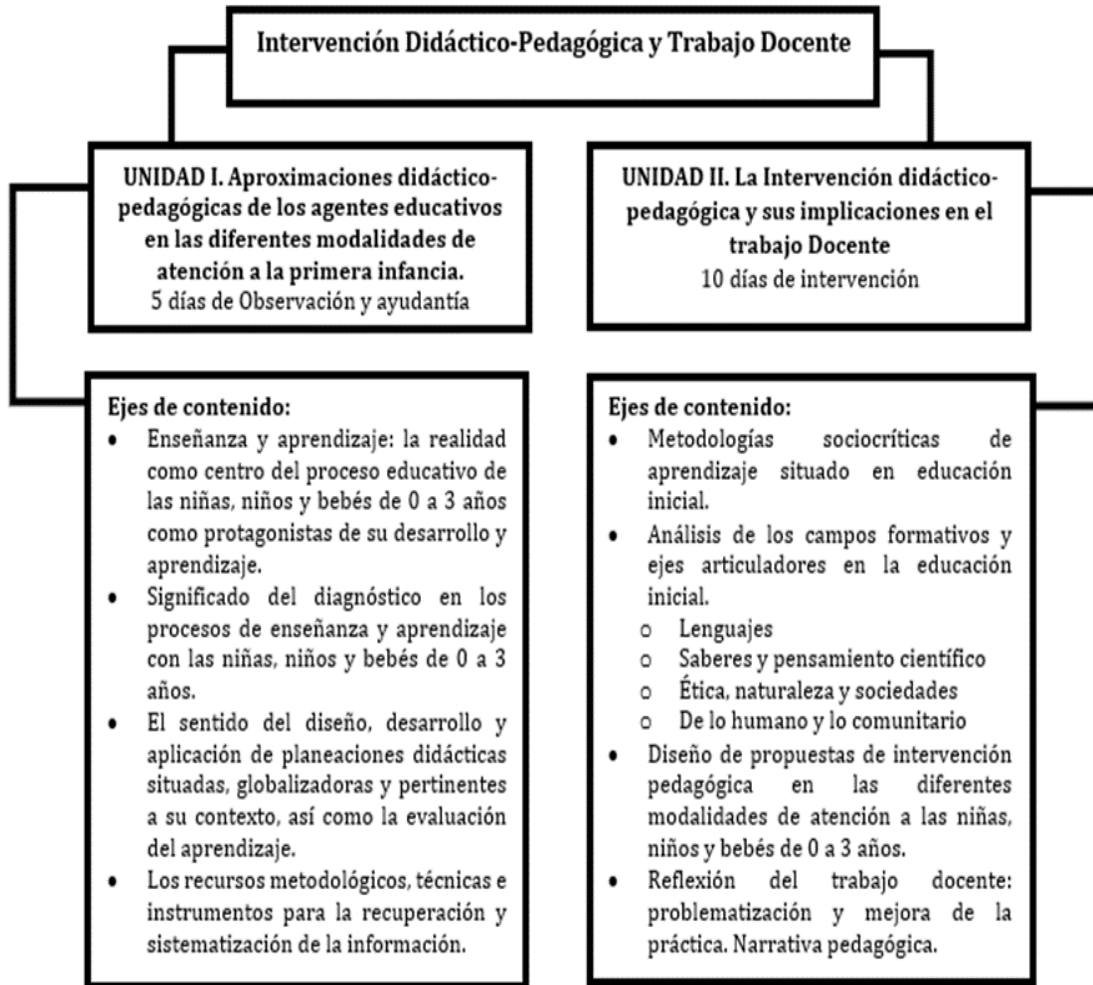 Intervención Didáctico-Pedagógica y Trabajo Docente
UNIDAD I. Aproximaciones didáctico-
pedagógicas de los agentes educativos
en las diferentes modalidades de
atención a la primera infancia.
5 días de Observación y ayudantía
UNIDAD II. La Intervención didáctico-
pedagógica y sus implicaciones en el
trabajo Docente
10 días de intervención
Ejes de contenido:
• Enseñanza y aprendizaje: la realidad
como centro del proceso educativo de
las niñas, niños y bebés de 0 a 3 años
como protagonistas de su desarrollo y
aprendizaje.
• Significado del diagnóstico en los
procesos de enseñanza y aprendizaje
con las niñas, niños y bebés de 0 a 3
años.
• El sentido del diseño, desarrollo y
aplicación de planeaciones didácticas
situadas, globalizadoras y pertinentes
a su contexto, así como la evaluación
del aprendizaje.
• Los recursos metodológicos, técnicas e
instrumentos para la recuperación y
sistematización de la información.
Ejes de contenido:
• Metodologías sociocríticas de
aprendizaje situado en educación
inicial.
• Análisis de los campos formativos y
ejes articuladores en la educación
inicial.
o Lenguajes
o Saberes y pensamiento científico
o Ética, naturaleza y sociedades
o De lo humano y lo comunitario
• Diseño de propuestas de intervención
pedagógica en las diferentes
modalidades de atención a las niñas,
niños y bebés de 0 a 3 años.
• Reflexión del trabajo docente:
problematización y mejora de la
práctica. Narrativa pedagógica.